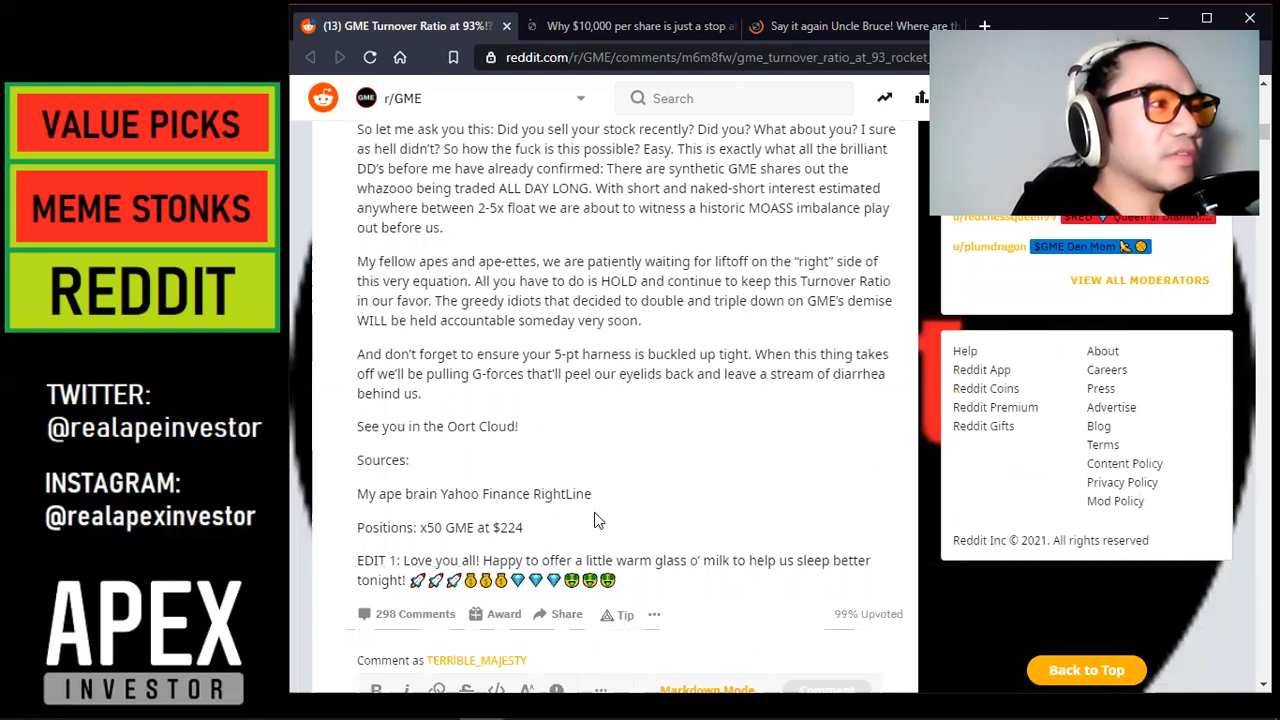 VALUE PICKS
MEME STONKS
REDDIT
TWITTER:
@realapeinvestor
INSTAGRAM:
@realapexinvestor
APEX
INVESTOR
(13) GME Turnover Ratio at 93%!?
Why $10,000 per share is just a stop
Say it again Uncle Bruce! Where are
reddit.com/r/GME/comments/m6m8fw/gme_turnover_ratio_at_93_rocket_
GME
r/GME
Search
So let me ask you this: Did you sell your stock recently? Did you? What about you? I sure
as hell didn't? So how the fuck is this possible? Easy. This is exactly what all the brilliant
DD's before me have already confirmed: There are synthetic GME shares out the
whazooo being traded ALL DAY LONG. With short and naked-short interest estimated
anywhere between 2-5x float we are about to witness a historic MOASS imbalance play
out before us.
My fellow apes and ape-ettes, we are patiently waiting for liftoff on the “right” side of
this very equation. All you have to do is HOLD and continue to keep this Turnover Ratio
in our favor. The greedy idiots that decided to double and triple down on GME’s demise
WILL be held accountable someday very soon.
And don’t forget to ensure your 5-pt harness is buckled up tight. When this thing takes
off we’ll be pulling G-forces that’ll peel our eyelids back and leave a stream of diarrhea
behind us.
See you in the Oort Cloud!
Sources:
My ape brain Yahoo Finance RightLine
Positions: x50 GME at $224
EDIT 1: Love you all! Happy to offer a little warm glass o’ milk to help us sleep better
tonight! 🚀🚀🚀💰💰💰💎💎💎🤑🤑🤑
298 Comments Award Share Tip ••• 99% Upvoted
Comment as TERRIBLE_MAJESTY
Markdown Mode
Comment
u/redchessqueen99 $RED 💎 Queen of Diamon...
u/plumdragon $GME Den Mom
VIEW ALL MODERATORS
Help
Reddit App
Reddit Coins
Reddit Premium
Reddit Gifts
About
Careers
Press
Advertise
Blog
Terms
Content Policy
Privacy Policy
Mod Policy
Reddit Inc © 2021. All rights reserved
Back to Top